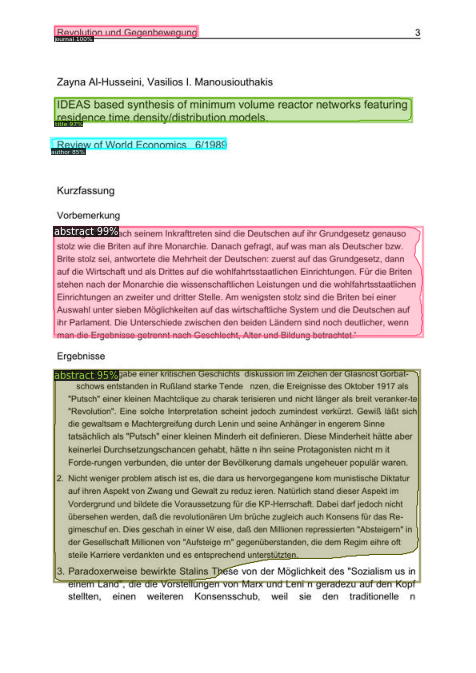 Revolution und Gegenbewegung 3
journal 100%
Zayna Al-Husseini, Vasilios I. Manousiouthakis
IDEAS based synthesis of minimum volume reactor networks featuring
residence time density/distribution models.
title 93%
Review of World Economics 6/1989
author 85%
Kurzfassung
Vorbemerkung
abstract 99% ch seinem Inkrafttreten sind die Deutschen auf ihr Grundgesetz genauso
stolz wie die Briten auf ihre Monarchie. Danach gefragt, auf was man als Deutscher bzw.
Brite stolz sei, antwortete die Mehrheit der Deutschen: zuerst auf das Grundgesetz, dann
auf die Wirtschaft und als Drittes auf die wohlfahrtsstaatlichen Einrichtungen. Für die Briten
stehen nach der Monarchie die wissenschaftlichen Leistungen und die wohlfahrtsstaatlichen
Einrichtungen an zweiter und dritter Stelle. Am wenigsten stolz sind die Briten bei einer
Auswahl unter sieben Möglichkeiten auf das wirtschaftliche System und die Deutschen auf
ihr Parlament. Die Unterschiede zwischen den beiden Ländern sind noch deutlicher, wenn
man die Ergebnisse getrennt nach Geschlecht, Alter und Bildung betrachtet.'
Ergebnisse
abstract 95% gabe einer kritischen Geschichts diskussion im Zeichen der Glasnost Gorbat-
schows entstanden in Rußland starke Tende nzen, die Ereignisse des Oktober 1917 als
"Putsch" einer kleinen Machtclique zu charak terisieren und nicht länger als breit veranker-te
"Revolution". Eine solche Interpretation scheint jedoch zumindest verkürzt. Gewiß läßt sich
die gewaltsam e Machtergreifung durch Lenin und seine Anhänger in engerem Sinne
tatsächlich als "Putsch" einer kleinen Minderh eit definieren. Diese Minderheit hätte aber
keinerlei Durchsetzungschancen gehabt, hätte n ihn seine Protagonisten nicht m it
Forde-rungen verbunden, die unter der Bevölkerung damals ungeheuer populär waren.
2. Nicht weniger problem atisch ist es, die dara us hervorgegangene kom munistische Diktatur
auf ihren Aspekt von Zwang und Gewalt zu reduz ieren. Natürlich stand dieser Aspekt im
Vordergrund und bildete die Voraussetzung für die KP-Herrschaft. Dabei darf jedoch nicht
übersehen werden, daß die revolutionären Um brüche zugleich auch Konsens für das Re-
gimeschuf en. Dies geschah in einer W eise, daß den Millionen repressierten "Absteigern" in
der Gesellschaft Millionen von "Aufsteige rn" gegenüberstanden, die dem Regim eihre oft
steile Karriere verdankten und es entsprechend unterstützten.
3. Paradoxerweise bewirkte Stalins These von der Möglichkeit des "Sozialism us in
einem Land", die die Vorstellungen von Marx und Leni n geradezu auf den Kopf
stellten, einen weiteren Konsensschub, weil sie den traditionelle n